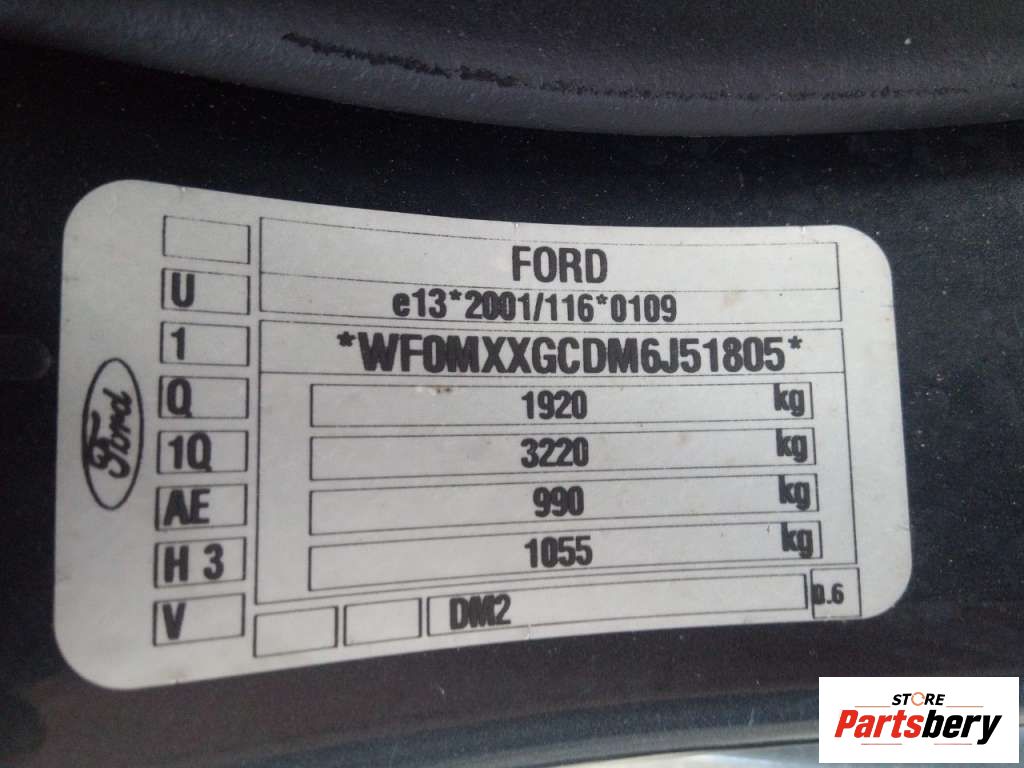 FORD
U
e13*2001/116*0109
1
*WF0MXXGCDM6J51805*
Q
1920 kg
1Q
3220 kg
AE
990 kg
H 3
1055 kg
V
DM2
0.6
Ford
STORE
Partsbery